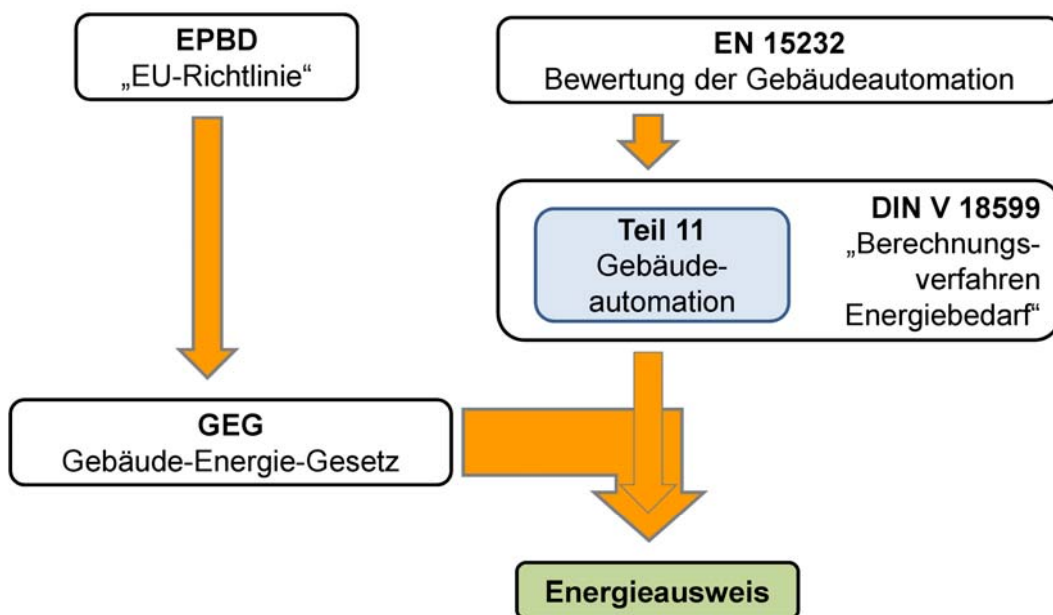 EPBD
„EU-Richtlinie“
EN 15232
Bewertung der Gebäudeautomation
Teil 11
Gebäude-
automation
DIN V 18599
„Berechnungs-
verfahren
Energiebedarf“
GEG
Gebäude-Energie-Gesetz
Energieausweis